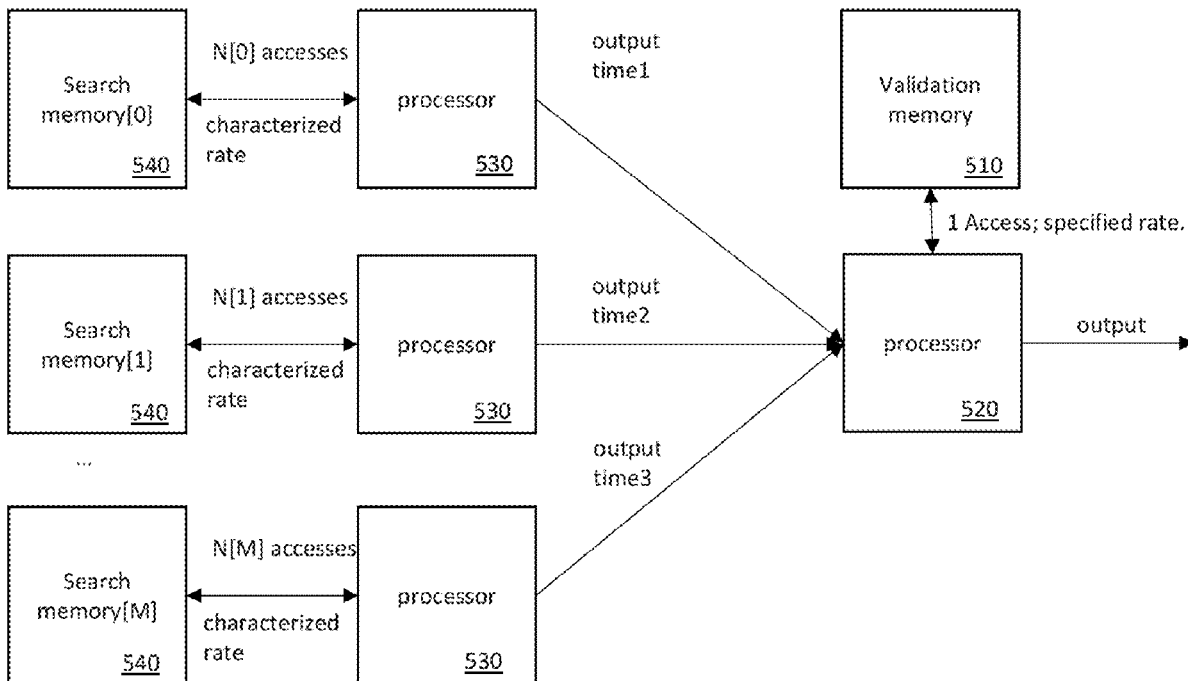 Search
memory[0]
540
N[0] accesses
characterized
rate
processor
530
output
time1
Validation
memory
510
1 Access; specified rate.
Search
memory[1]
540
N[1] accesses
characterized
rate
processor
530
output
time2
processor
520
output
...
output
time3
Search
memory[M]
540
N[M] accesses
characterized
rate
processor
530